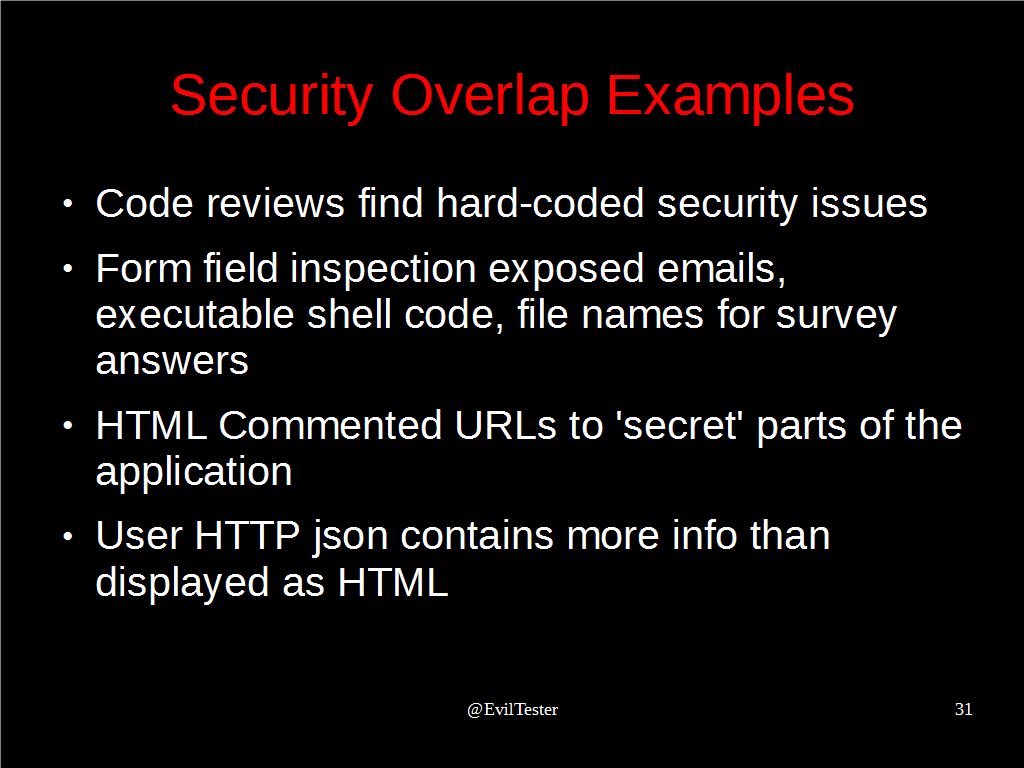 Security Overlap Examples
• Code reviews find hard-coded security issues
• Form field inspection exposed emails,
executable shell code, file names for survey
answers
• HTML Commented URLs to 'secret' parts of the
application
• User HTTP json contains more info than
displayed as HTML
@EvilTester
31